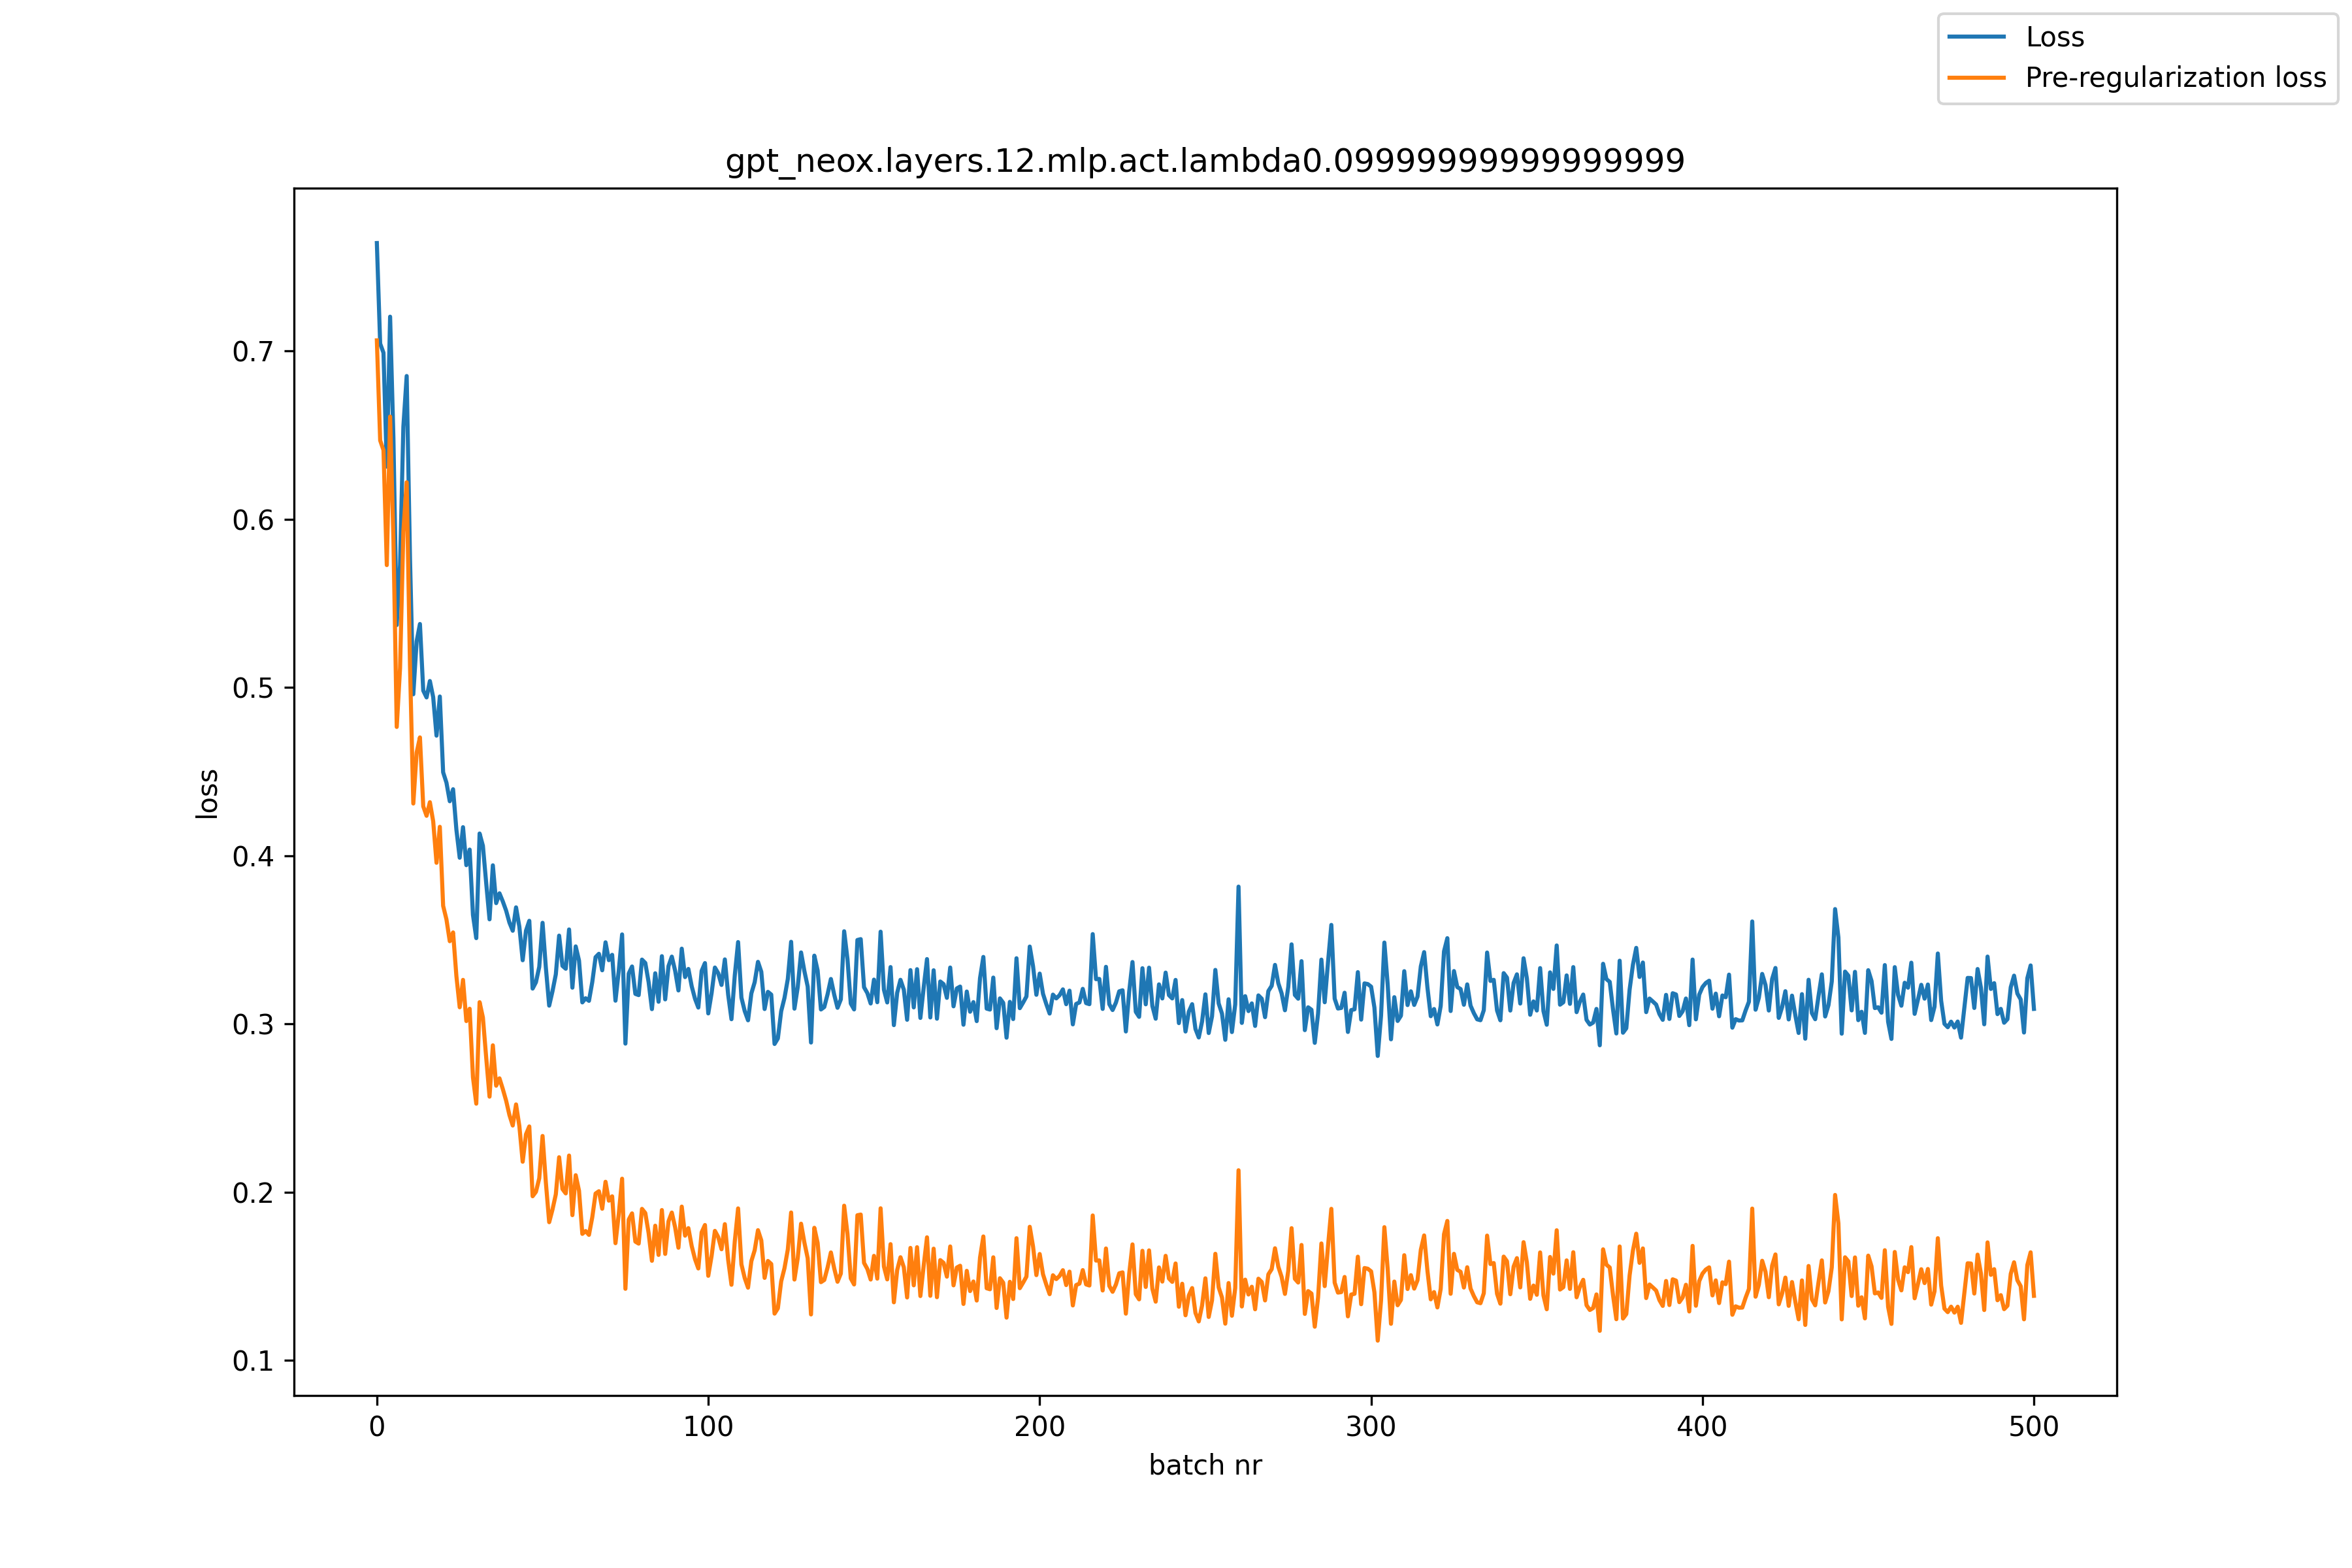 Loss
Pre-regularization loss
gpt_neox.layers.12.mlp.act.lambda0.09999999999999999
0.7
0.6
0.5
0.4
0.3
0.2
0.1
loss
0 100 200 300 400 500
batch nr